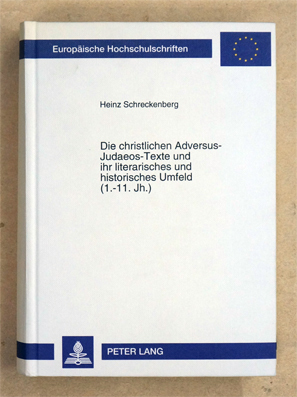 Europäische Hochschulschriften
Heinz Schreckenberg
Die christlichen Adversus-
Judaeos-Texte und
ihr literarisches und
historisches Umfeld
(1.-11. Jh.)
PETER LANG